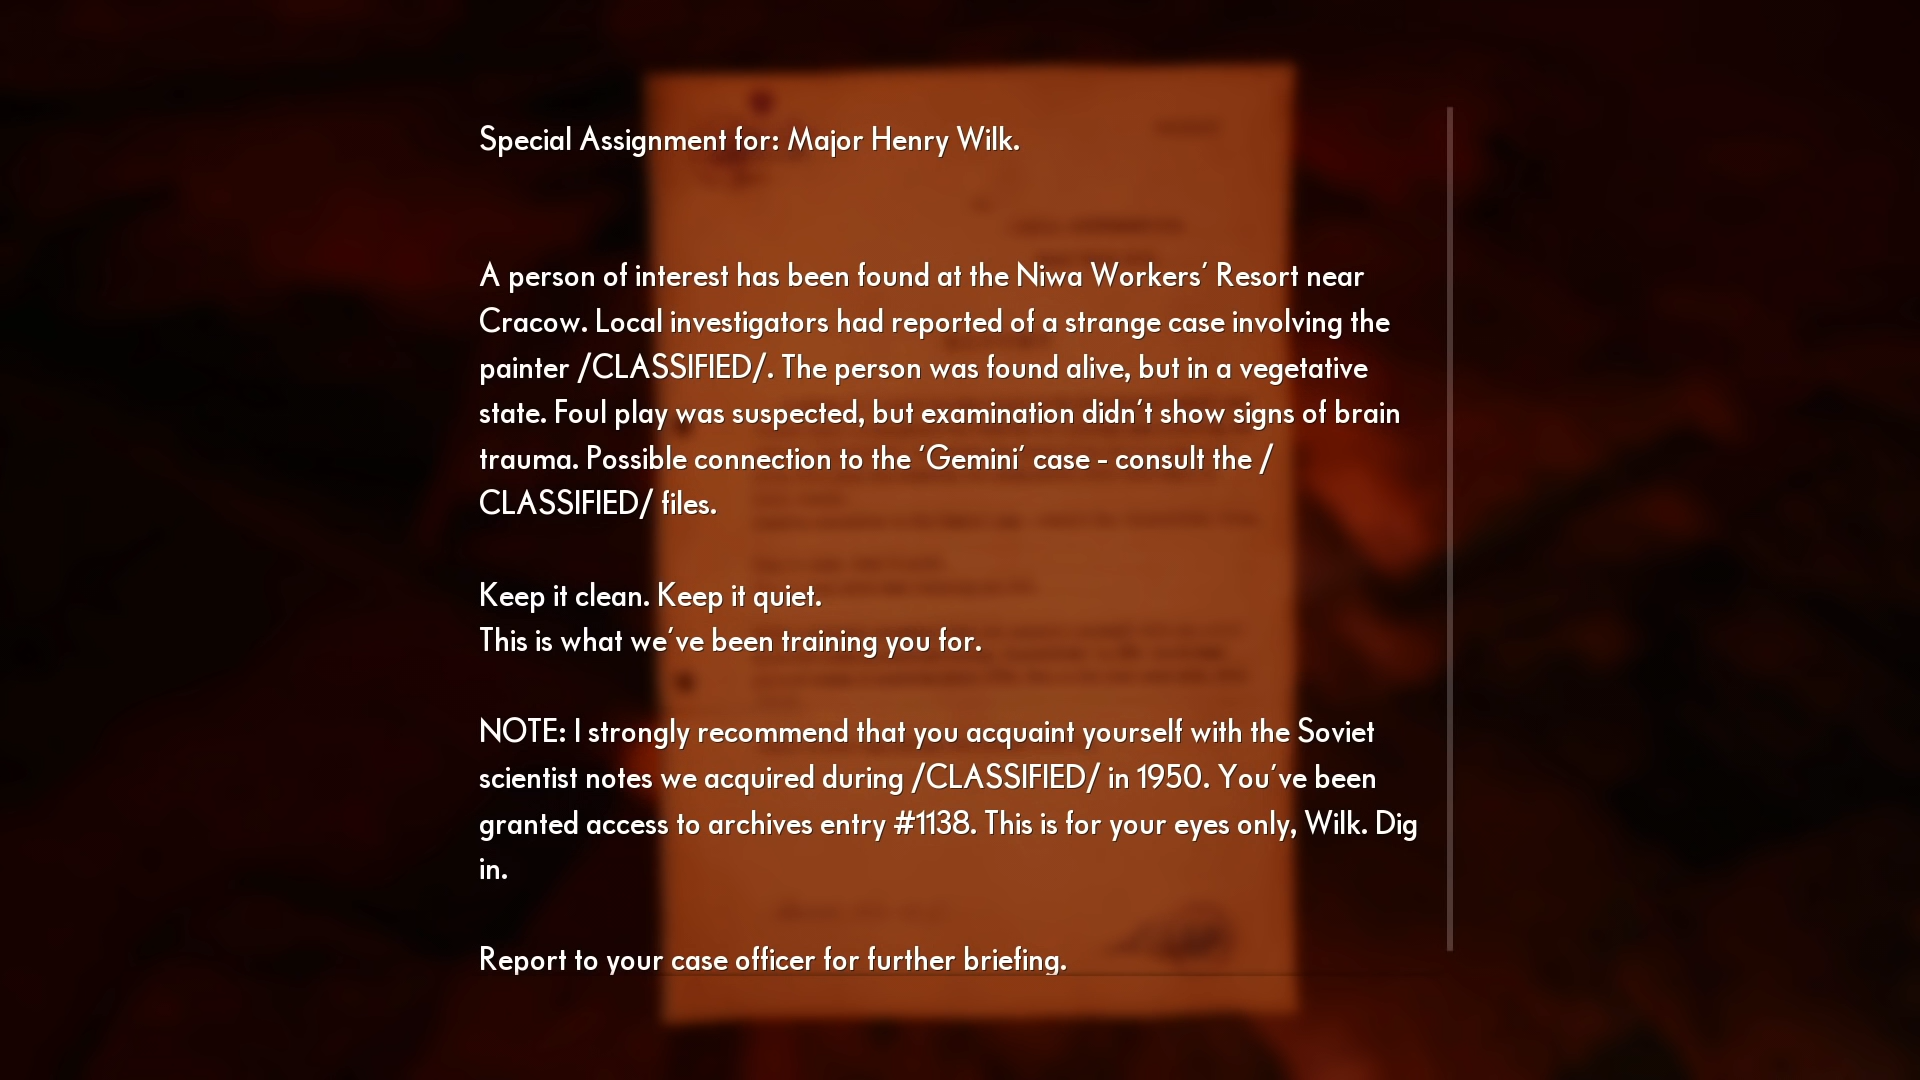 Special Assignment for: Major Henry Wilk.
A person of interest has been found at the Niwa Workers' Resort near
Cracow. Local investigators had reported of a strange case involving the
painter /CLASSIFIED/. The person was found alive, but in a vegetative
state. Foul play was suspected, but examination didn't show signs of brain
trauma. Possible connection to the 'Gemini' case - consult the /
CLASSIFIED/ files.
Keep it clean. Keep it quiet.
This is what we've been training you for.
NOTE: I strongly recommend that you acquaint yourself with the Soviet
scientist notes we acquired during /CLASSIFIED/ in 1950. You've been
granted access to archives entry #1138. This is for your eyes only, Wilk. Dig
in.
Report to your case officer for further briefing.